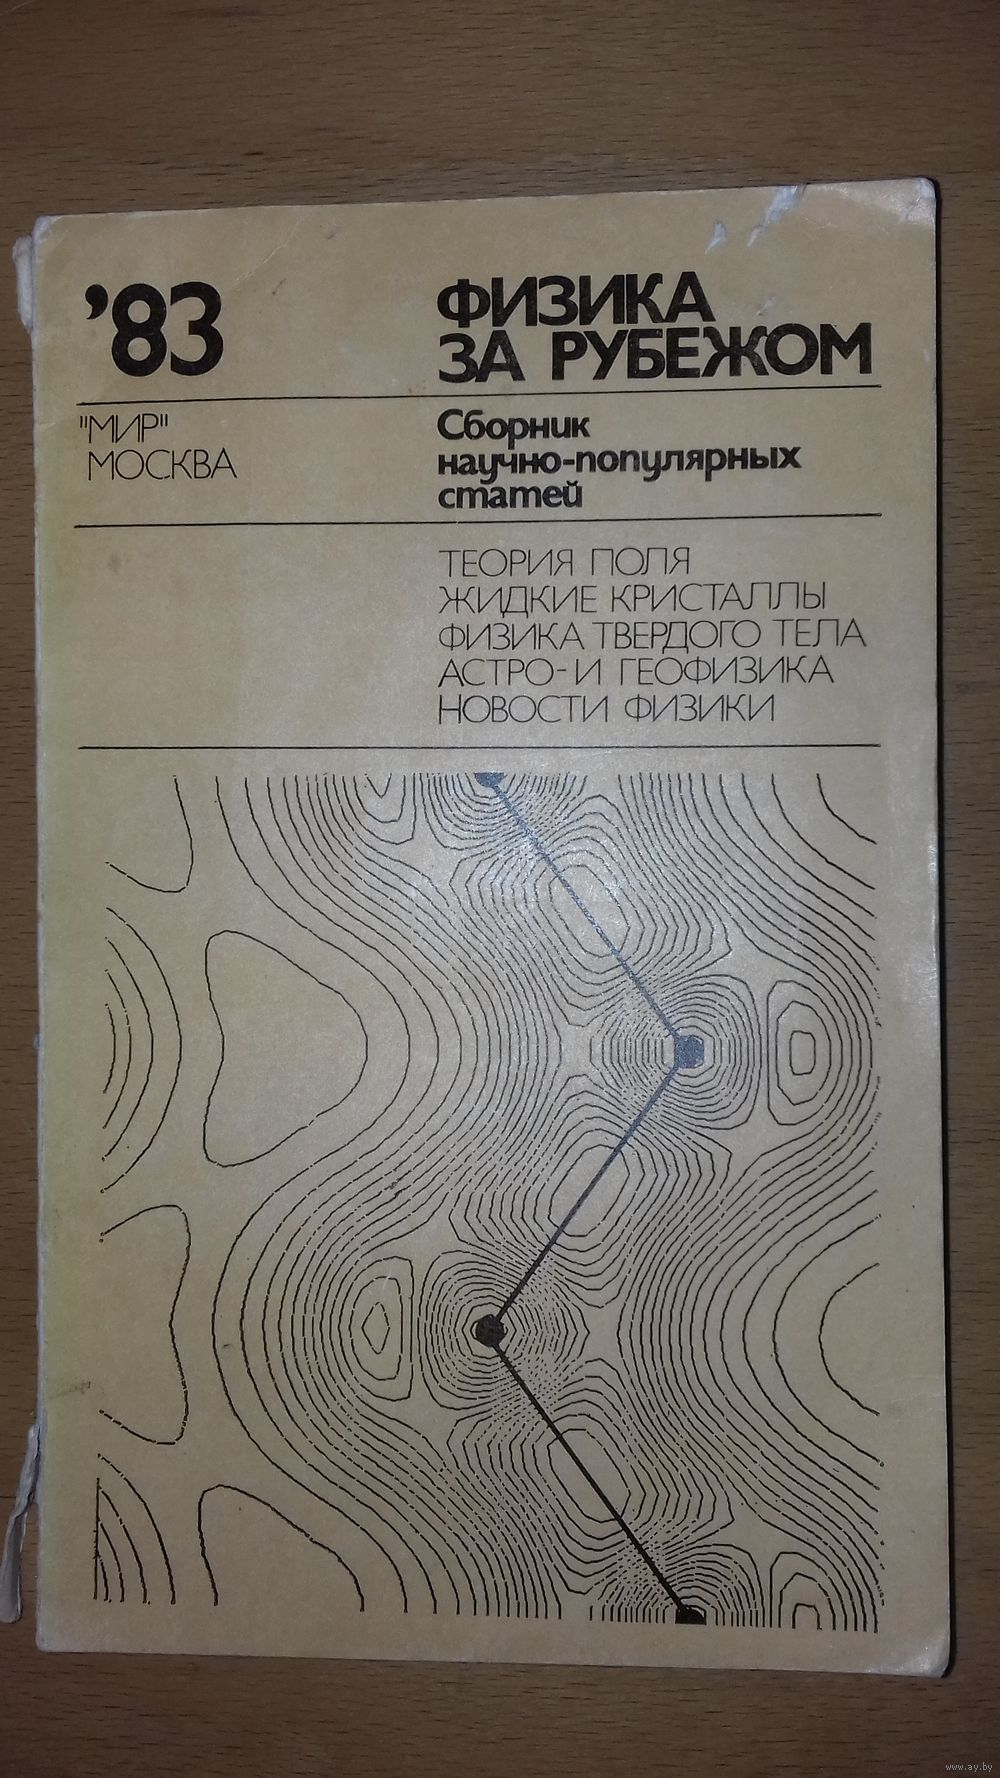 '83
ФИЗИКА
ЗА РУБЕЖОМ
"МИР"
МОСКВА
Сборник
научно-популярных
статей
ТЕОРИЯ ПОЛЯ
ЖИДКИЕ КРИСТАЛЛЫ
ФИЗИКА ТВЕРДОГО ТЕЛА
АСТРО- И ГЕОФИЗИКА
НОВОСТИ ФИЗИКИ
www.ay.by